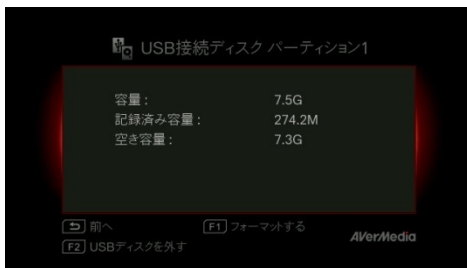 USB接続ディスク パーティション1
容量 : 7.5G
記録済み容量 : 274.2M
空き容量 : 7.3G
前へ F1 フォーマットする
F2 USBディスクを外す AVerMedia